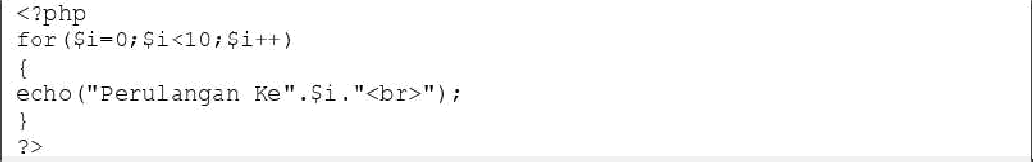 <?php
for($i=0;$i<10;$i++)
{
echo("Perulangan Ke".$i."<br>");
}
?>